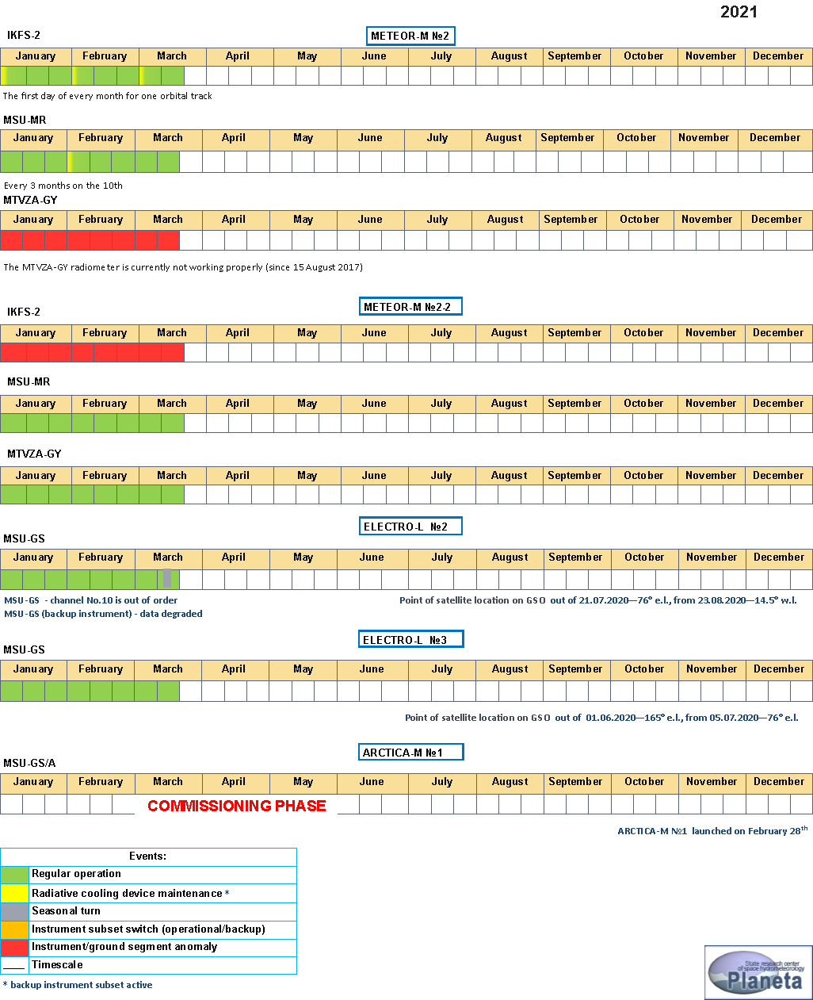 2021
IKFS-2
METEOR-M №2
January February March April May June July August September October November December
The first day of every month for one orbital track
MSU-MR
January February March April May June July August September October November December
Every 3 months on the 10th
MTVZA-GY
January February March April May June July August September October November December
The MTVZA-GY radiometer is currently not working properly (since 15 August 2017)
METEOR-M №2-2
IKFS-2
January February March April May June July August September October November December
MSU-MR
January February March April May June July August September October November December
MTVZA-GY
January February March April May June July August September October November December
ELECTRO-L №2
MSU-GS
January February March April May June July August September October November December
MSU-GS - channel No.10 is out of order
Point of satellite location on GSO out of 21.07.2020—76° e.l., from 23.08.2020—14.5° w.l.
MSU-GS (backup instrument) - data degraded
ELECTRO-L №3
MSU-GS
January February March April May June July August September October November December
Point of satellite location on GSO out of 01.06.2020—165° e.l., from 05.07.2020—76° e.l.
ARCTICA-M №1
MSU-GS/A
January February March April May June July August September October November December
COMMISSIONING PHASE
ARCTICA-M №1 launched on February 28th
Events:
Regular operation
Radiative cooling device maintenance *
Seasonal turn
Instrument subset switch (operational/backup)
Instrument/ground segment anomaly
Timescale
* backup instrument subset active
State research center
of space hydrometeorology
Planeta